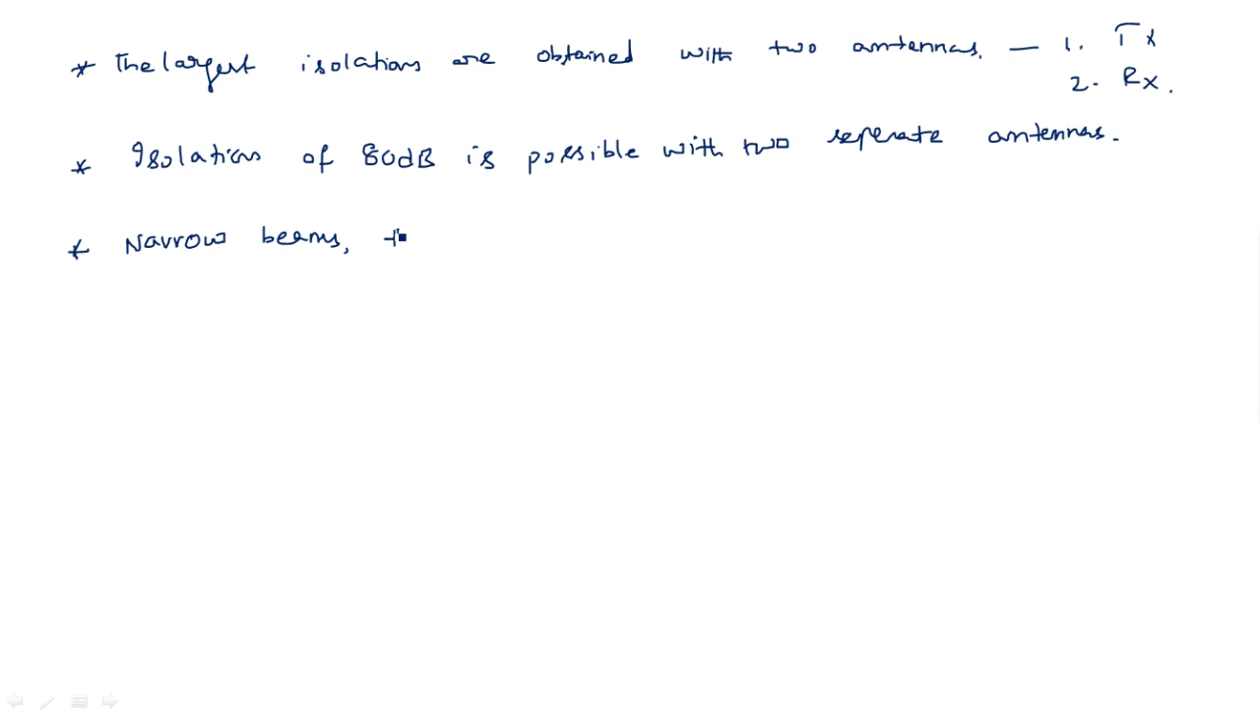 * The largest isolations are obtained with two antennas. — 1. Tx
2. Rx.
* Isolation of 80dB is possible with two seperate antennas.
* Narrow beams,